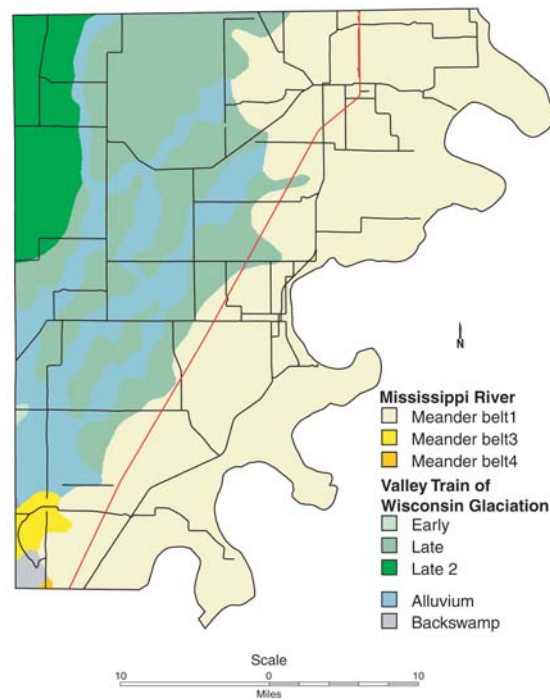 N
Mississippi River
Meander belt1
Meander belt3
Meander belt4
Valley Train of
Wisconsin Glaciation
Early
Late
Late 2
Alluvium
Backswamp
Scale
10 0 10
Miles